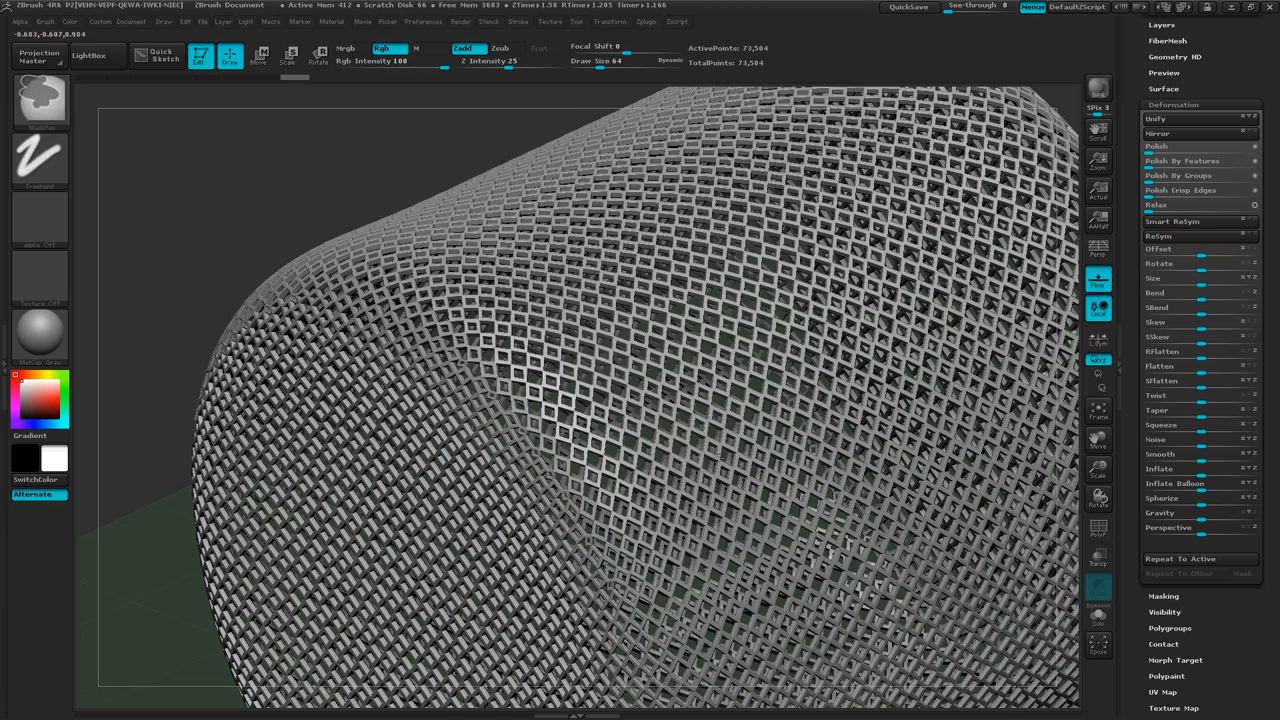 ZBrush 4R6 P2[VEHN-VEPF-QEWA-IWKI-NIEC] ZBrush Document ● Active Mem 412 ● Scratch Disk 66 ● Free Mem 3683 ● ZTime▶1.58 RTime▶1.205 Timer▶1.166 QuickSave See-through 0 Menus DefaultZScript
Alpha Brush Color Custom Document Draw Edit File Layer Light Macro Marker Material Movie Picker Preferences Render Stencil Stroke Texture Tool Transform Zplugin Zscript
-0.683,-0.607,0.984
Projection Master
LightBox
Quick Sketch
Edit
Draw
Move
Scale
Rotate
Mrgb Rgb M
Rgb Intensity 100
Zadd Zsub Zcut
Z Intensity 25
Focal Shift 0
Draw Size 64 Dynamic
ActivePoints: 73,504
TotalPoints: 73,504
MaskPen
FreeHand
Alpha Off
Texture Off
MatCap Gray
Gradient
SwitchColor
Alternate
BPR
SPix 3
Scroll
Zoom
Actual
AAHalf
Persp
Floor
Local
L.Sym
XYZ
Frame
Move
Scale
Rotate
PolyF
Transp
Dynamic
Solo
Xpose
Layers
FiberMesh
Geometry HD
Preview
Surface
Deformation
Unify
Mirror
Polish
Polish By Features
Polish By Groups
Polish Crisp Edges
Relax
Smart ReSym
ReSym
Offset
Rotate
Size
Bend
SBend
Skew
SSkew
RFlatten
Flatten
SFlatten
Twist
Taper
Squeeze
Noise
Smooth
Inflate
Inflate Balloon
Spherize
Gravity
Perspective
Repeat To Active
Repeat To Other Mask
Masking
Visibility
Polygroups
Contact
Morph Target
Polypaint
UV Map
Texture Map